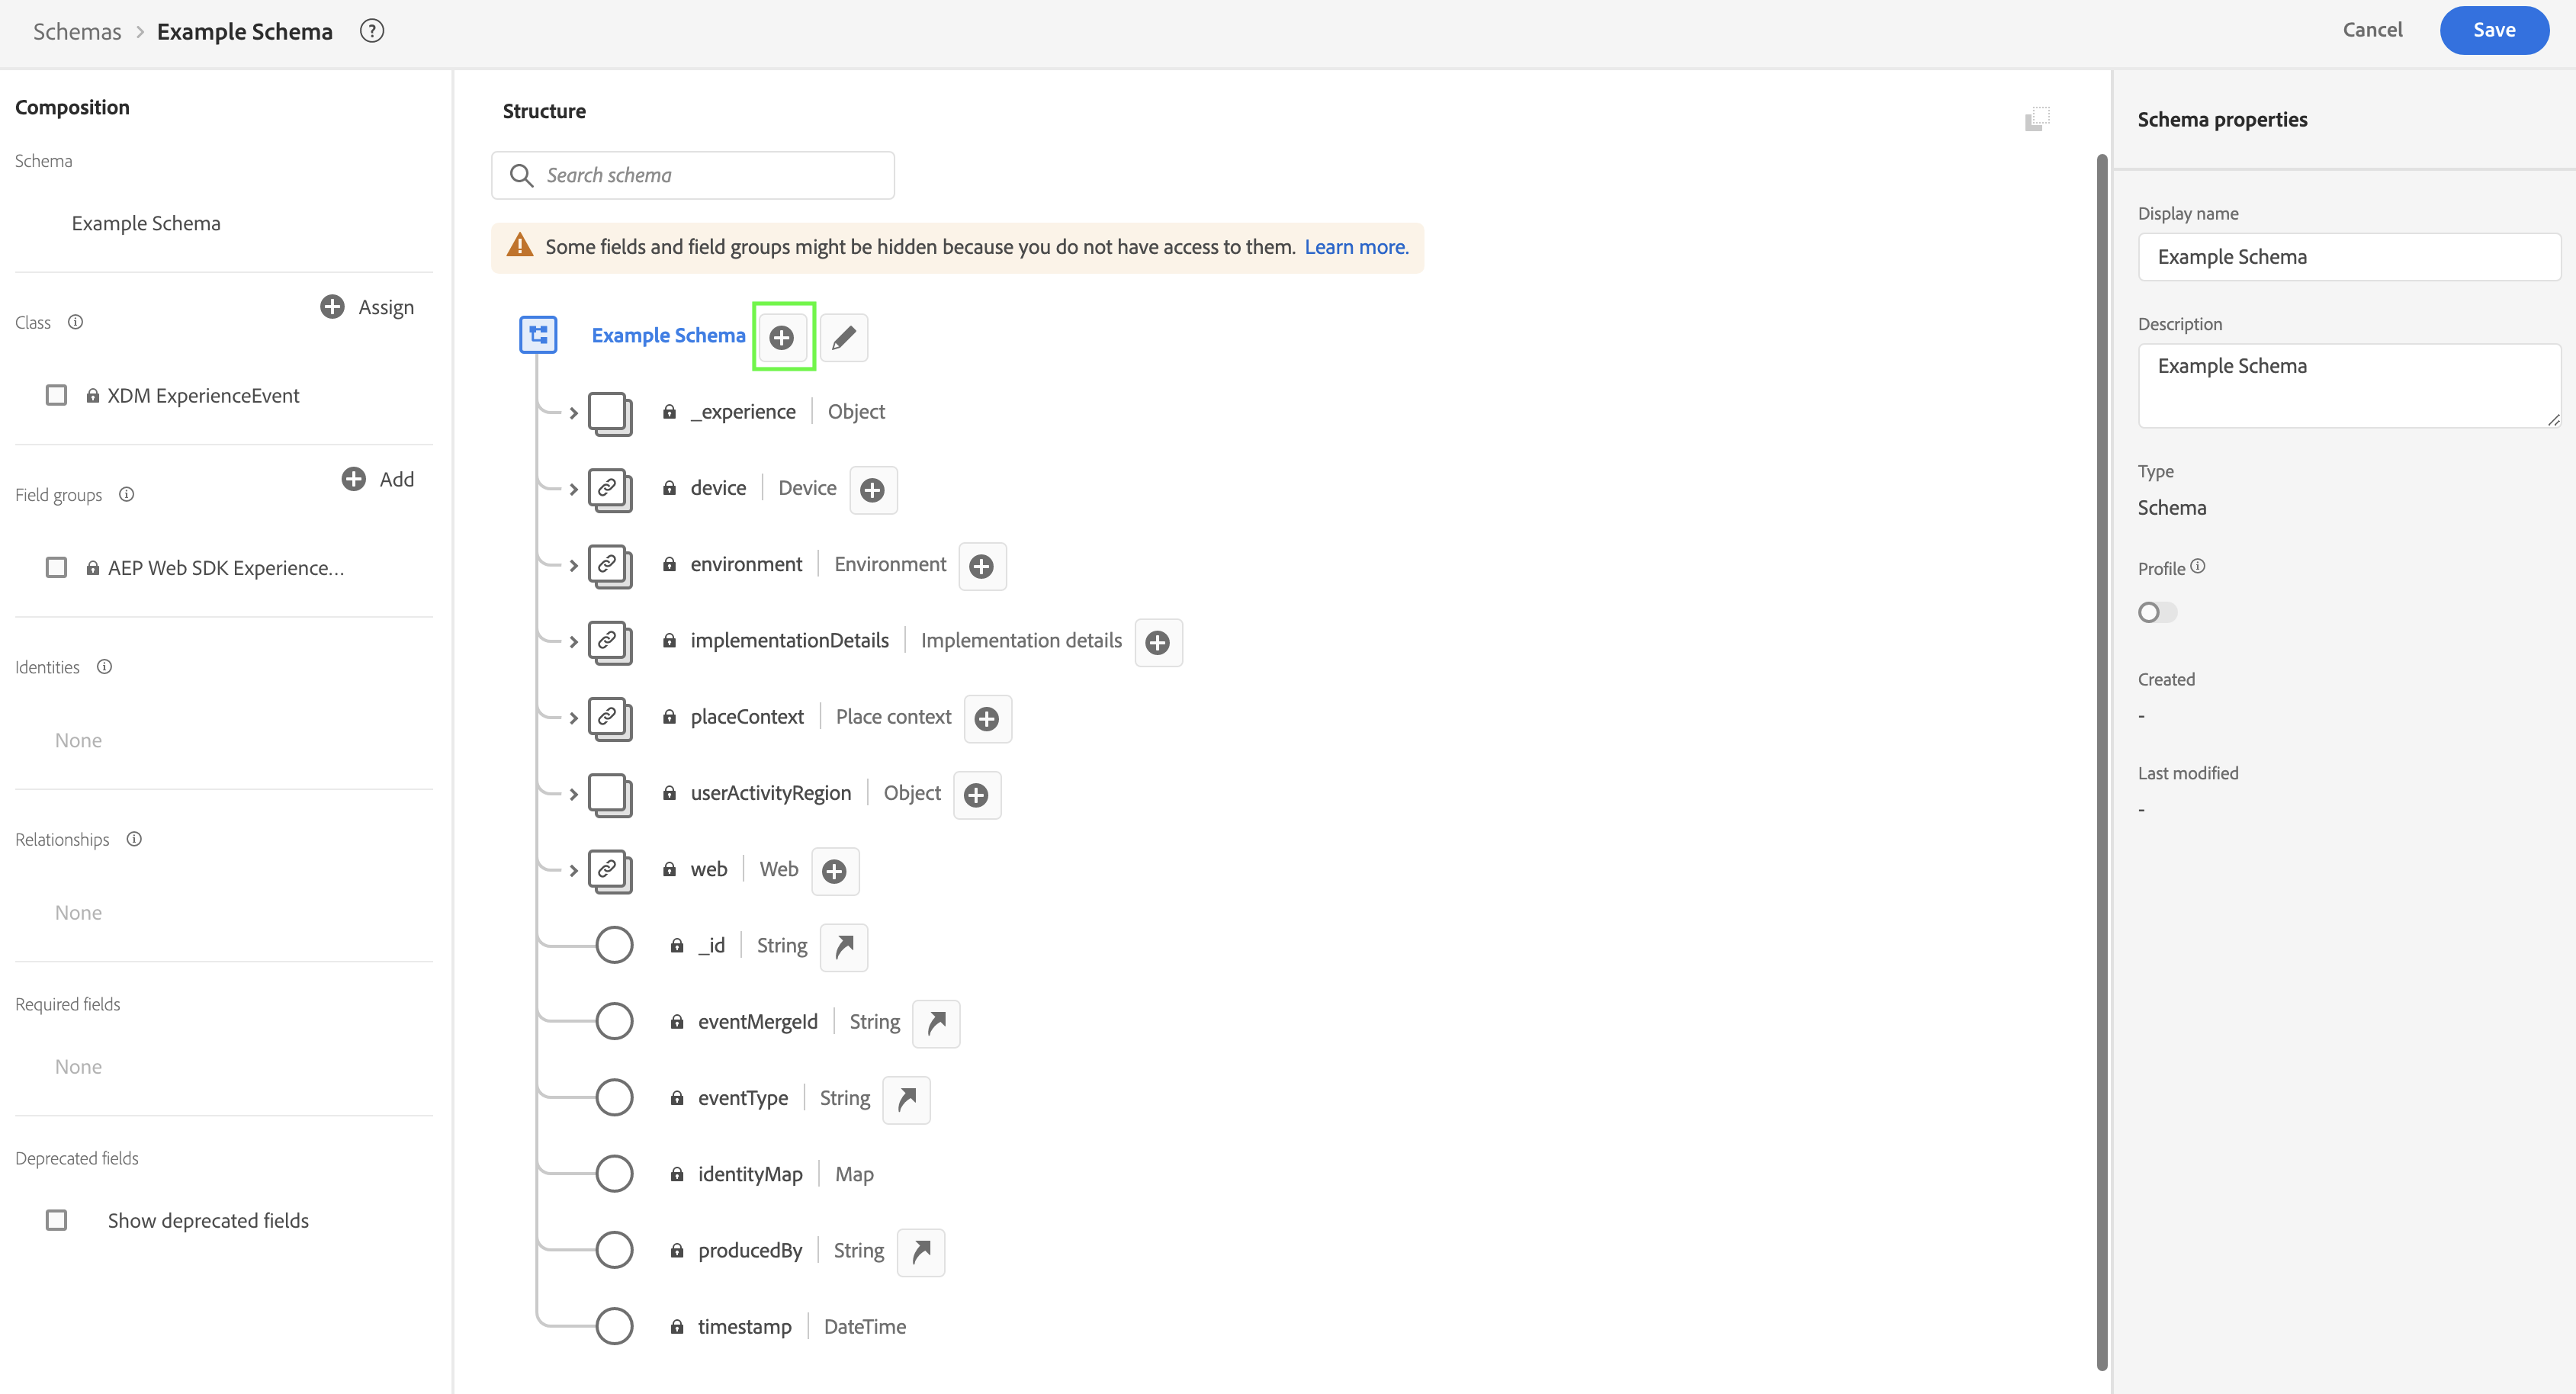 Schemas > Example Schema ?
Cancel
Save
Composition
Schema
Example Schema
Class
Assign
XDM ExperienceEvent
Field groups
Add
AEP Web SDK Experience...
Identities
None
Relationships
None
Required fields
None
Deprecated fields
Show deprecated fields
Structure
Search schema
Some fields and field groups might be hidden because you do not have access to them. Learn more.
Example Schema
_experience | Object
device | Device
environment | Environment
implementationDetails | Implementation details
placeContext | Place context
userActivityRegion | Object
web | Web
_id | String
eventMergeId | String
eventType | String
identityMap | Map
producedBy | String
timestamp | DateTime
Schema properties
Display name
Example Schema
Description
Example Schema
Type
Schema
Profile
Created
-
Last modified
-